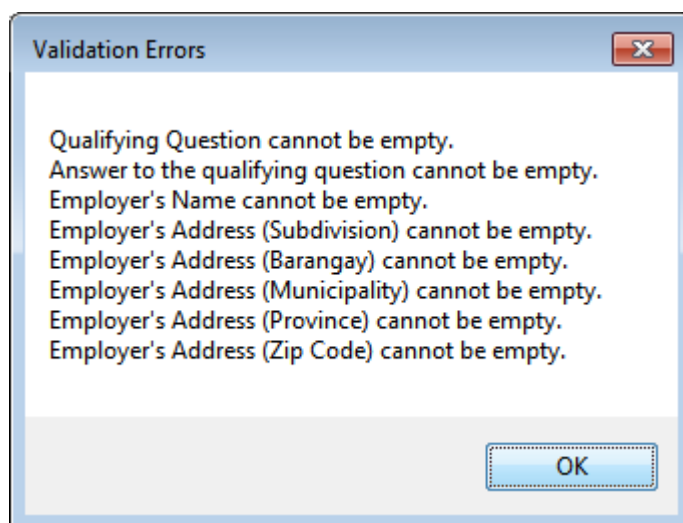 Validation Errors
Qualifying Question cannot be empty.
Answer to the qualifying question cannot be empty.
Employer's Name cannot be empty.
Employer's Address (Subdivision) cannot be empty.
Employer's Address (Barangay) cannot be empty.
Employer's Address (Municipality) cannot be empty.
Employer's Address (Province) cannot be empty.
Employer's Address (Zip Code) cannot be empty.
OK